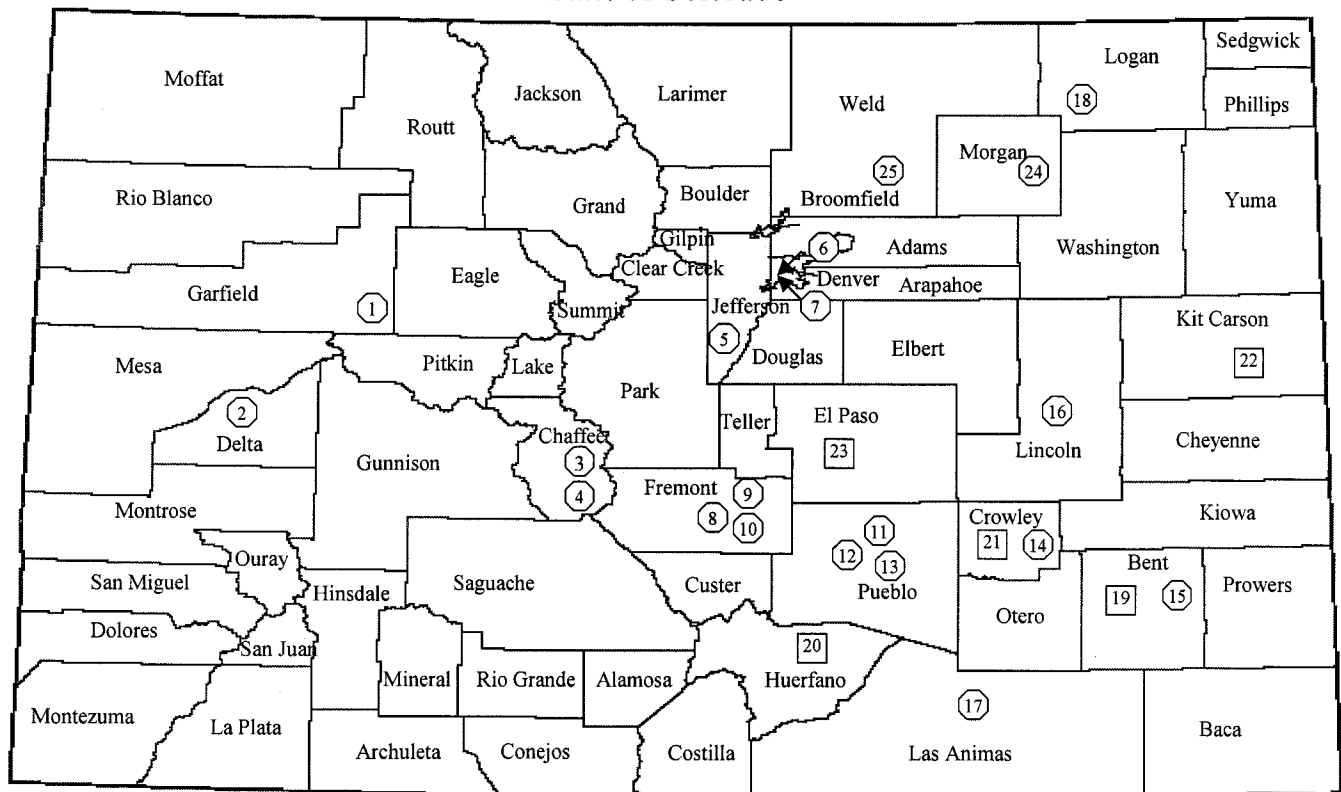 Moffat
Routt
Jackson
Larimer
Weld
Logan
18
Sedgwick
Phillips
Morgan
24
Rio Blanco
Grand
Boulder
25
Broomfield
Yuma
Gilpin
6
Adams
Washington
Eagle
Clear Creek
Denver
Arapahoe
Garfield
1
Summit
Jefferson
7
Kit Carson
22
5
Douglas
Elbert
Mesa
Pitkin
Lake
Park
2
Delta
Teller
El Paso
23
16
Lincoln
Cheyenne
Chaffee
3
4
Gunnison
Fremont
9
8
10
Montrose
Crowley
21
14
Kiowa
11
12
13
Pueblo
Ouray
Bent
19
15
Prowers
San Miguel
Hinsdale
Saguache
Custer
Otero
Dolores
San Juan
20
Huerfano
Mineral
Rio Grande
Alamosa
17
Montezuma
La Plata
Archuleta
Conejos
Costilla
Las Animas
Baca